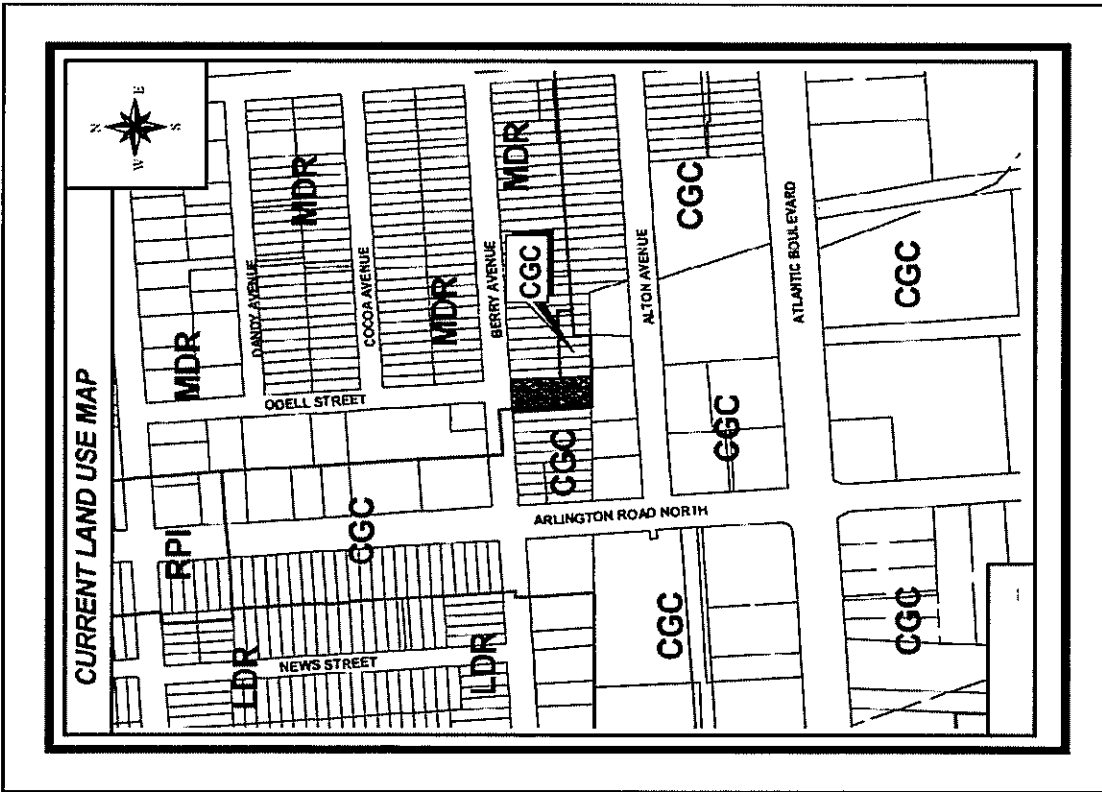 CURRENT LAND USE MAP
N
W
E
S
MDR
DANDY AVENUE
MDR
COCOA AVENUE
MDR
BERRY AVENUE
MDR
ODELL STREET
CGC
CGC
ALTON AVENUE
CGC
CGC
ATLANTIC BOULEVARD
CGC
RPI
CGC
ARLINGTON ROAD NORTH
LDR
NEWS STREET
LDR
CGC
CGC